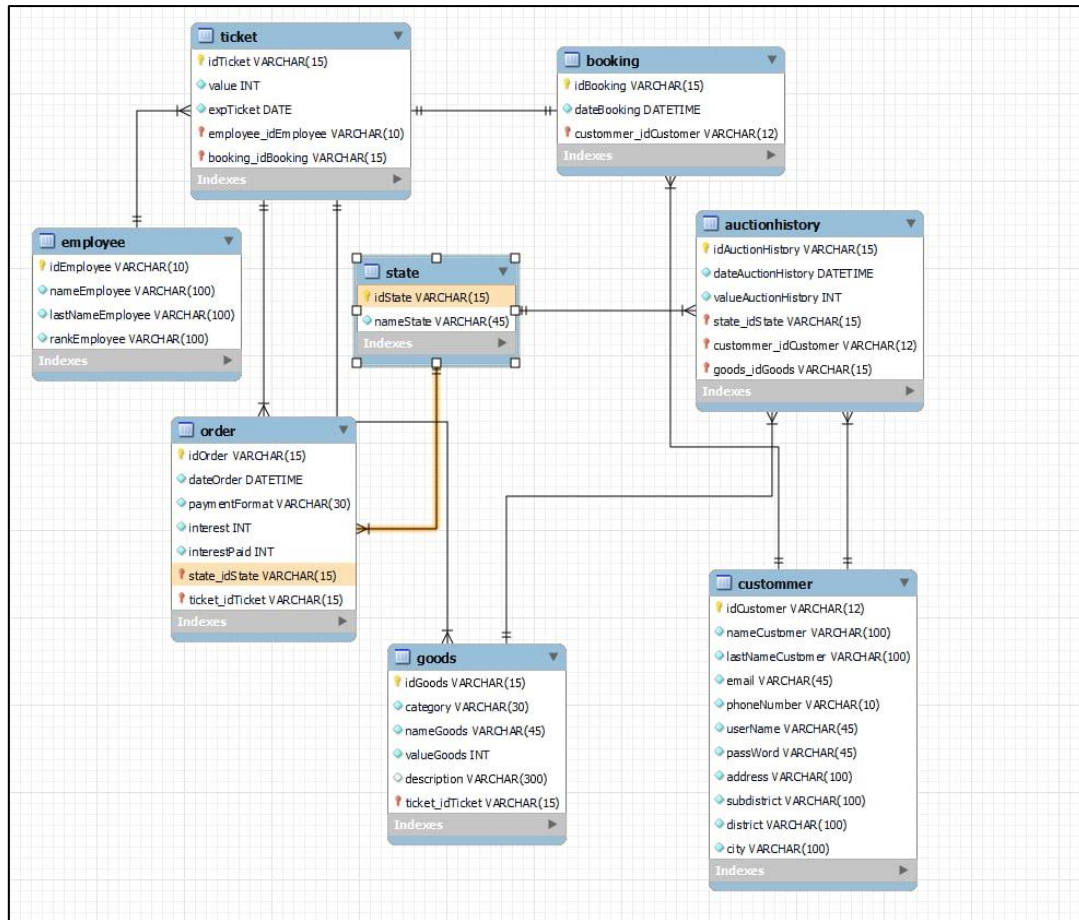 ticket
idTicket VARCHAR(15)
value INT
expTicket DATE
employee_idEmployee VARCHAR(10)
booking_idBooking VARCHAR(15)
Indexes
booking
idBooking VARCHAR(15)
dateBooking DATETIME
custommer_idCustomer VARCHAR(12)
Indexes
employee
idEmployee VARCHAR(10)
nameEmployee VARCHAR(100)
lastNameEmployee VARCHAR(100)
rankEmployee VARCHAR(100)
Indexes
state
idState VARCHAR(15)
nameState VARCHAR(45)
Indexes
auctionhistory
idAuctionHistory VARCHAR(15)
dateAuctionHistory DATETIME
valueAuctionHistory INT
state_idState VARCHAR(15)
custommer_idCustomer VARCHAR(12)
goods_idGoods VARCHAR(15)
Indexes
order
idOrder VARCHAR(15)
dateOrder DATETIME
paymentFormat VARCHAR(30)
interest INT
interestPaid INT
state_idState VARCHAR(15)
ticket_idTicket VARCHAR(15)
Indexes
goods
idGoods VARCHAR(15)
category VARCHAR(30)
nameGoods VARCHAR(45)
valueGoods INT
description VARCHAR(300)
ticket_idTicket VARCHAR(15)
Indexes
custommer
idCustomer VARCHAR(12)
nameCustomer VARCHAR(100)
lastNameCustomer VARCHAR(100)
email VARCHAR(45)
phoneNumber VARCHAR(10)
userName VARCHAR(45)
passWord VARCHAR(45)
address VARCHAR(100)
subdistrict VARCHAR(100)
district VARCHAR(100)
city VARCHAR(100)
Indexes